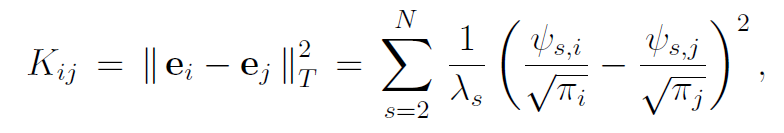 K_{ij} = \| \mathbf{e}_i - \mathbf{e}_j \|_T^2 = \sum_{s=2}^{N} \frac{1}{\lambda_s} \left( \frac{\psi_{s,i}}{\sqrt{\pi_i}} - \frac{\psi_{s,j}}{\sqrt{\pi_j}} \right)^2 ,